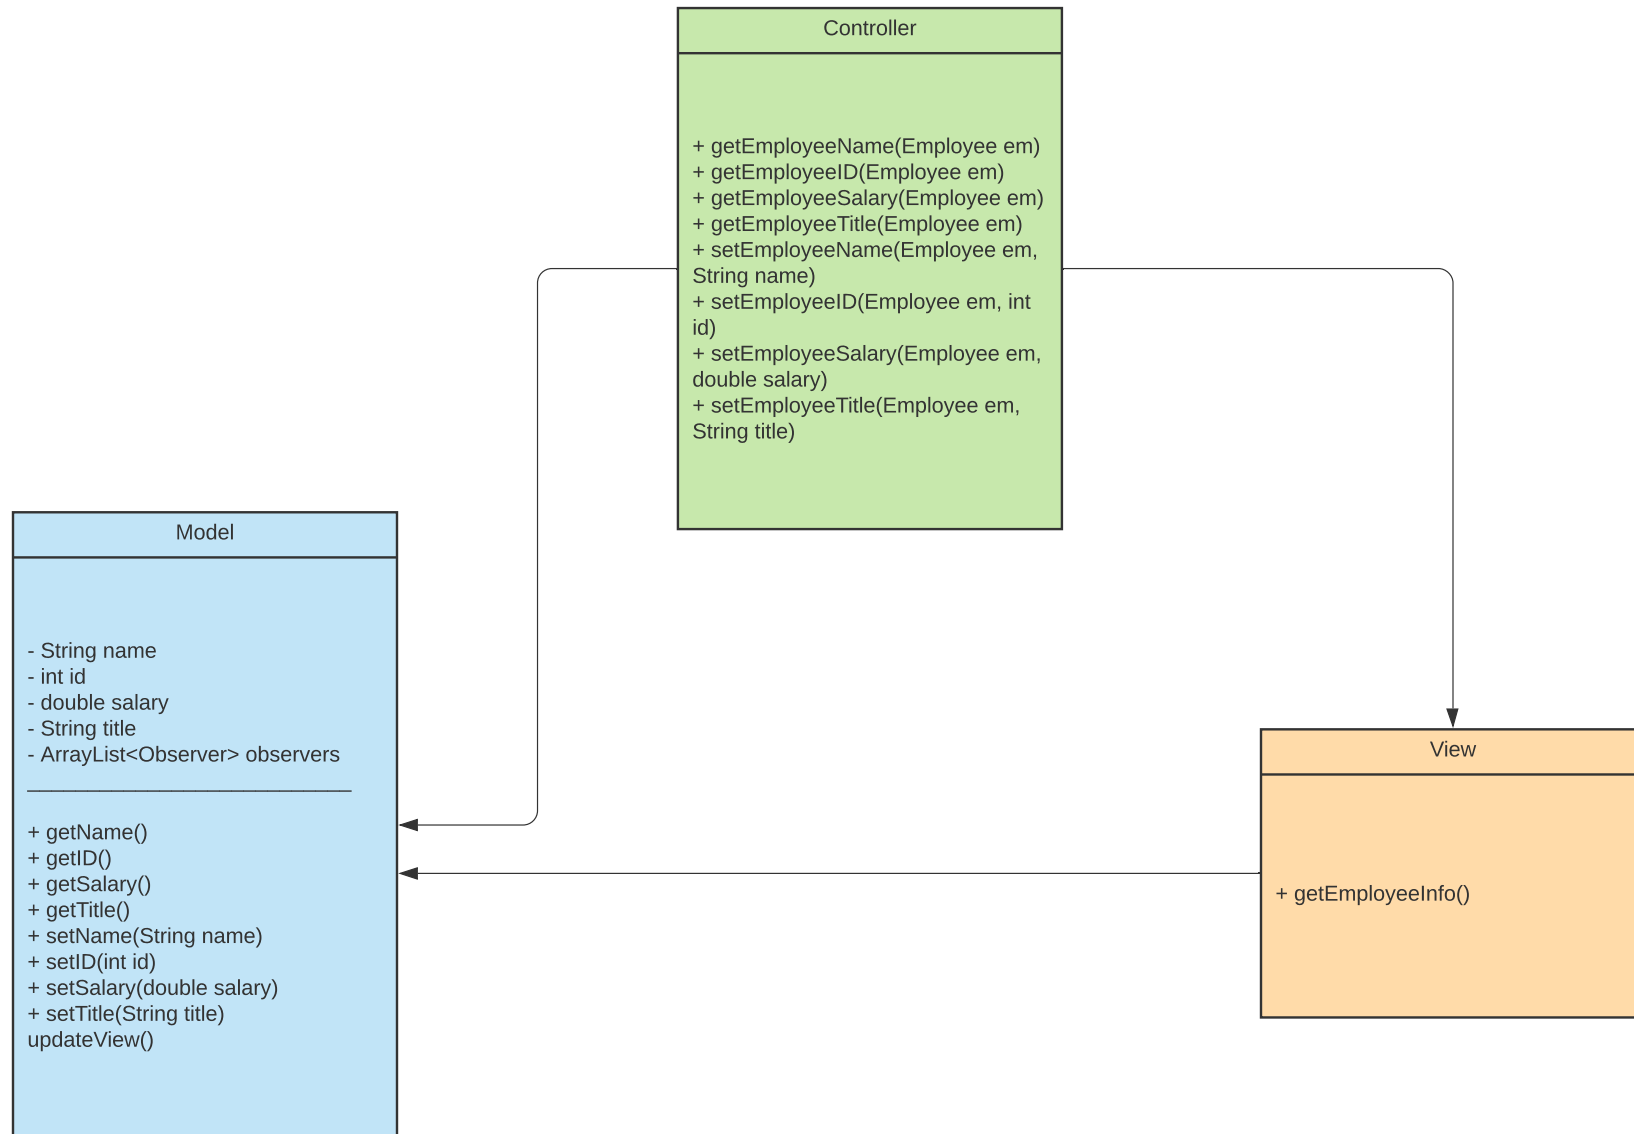 Controller
+ getEmployeeName(Employee em)
+ getEmployeeID(Employee em)
+ getEmployeeSalary(Employee em)
+ getEmployeeTitle(Employee em)
+ setEmployeeName(Employee em,
String name)
+ setEmployeeID(Employee em, int
id)
+ setEmployeeSalary(Employee em,
double salary)
+ setEmployeeTitle(Employee em,
String title)
Model
- String name
- int id
- double salary
- String title
- ArrayList<Observer> observers
___________________________
+ getName()
+ getID()
+ getSalary()
+ getTitle()
+ setName(String name)
+ setID(int id)
+ setSalary(double salary)
+ setTitle(String title)
updateView()
View
+ getEmployeeInfo()